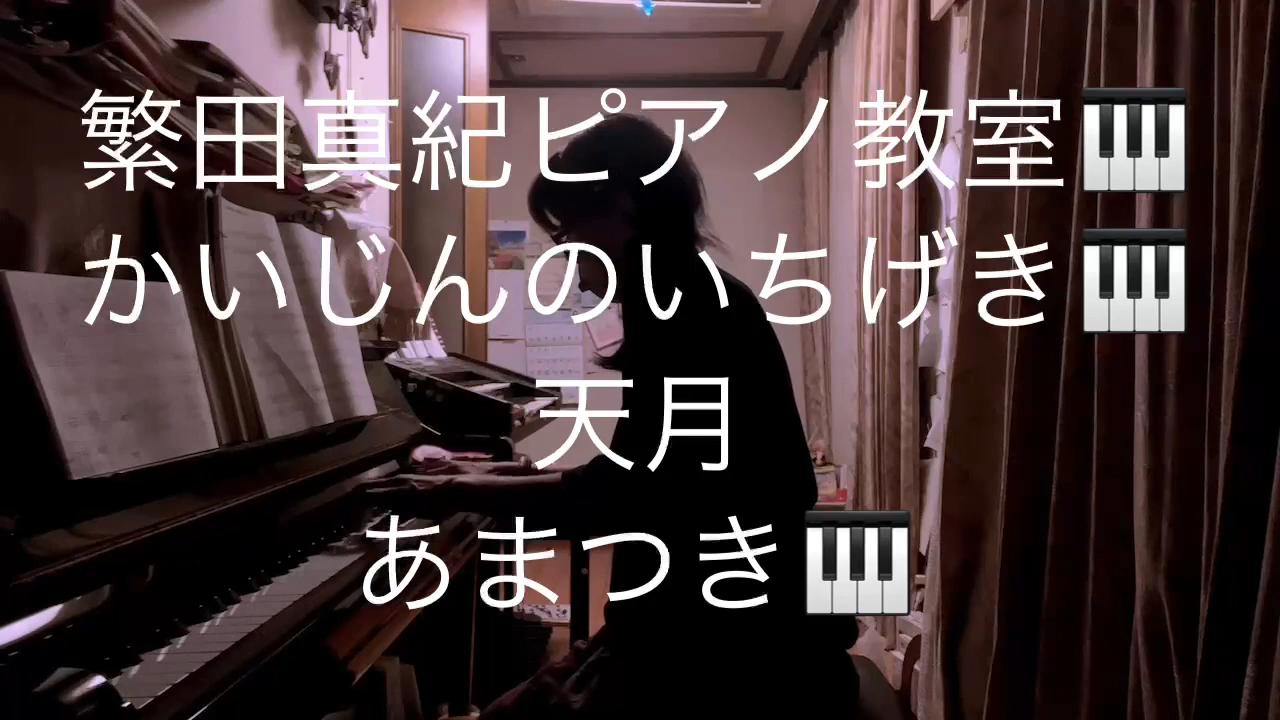 繁田真紀ピアノ教室🎹
かいじんのいちげき🎹
天月
あまつき🎹